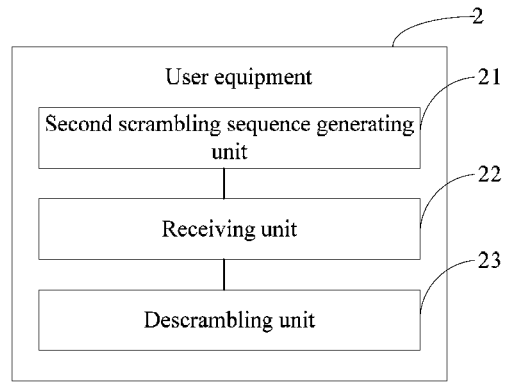 2
User equipment
21
Second scrambling sequence generating
unit
22
Receiving unit
23
Descrambling unit